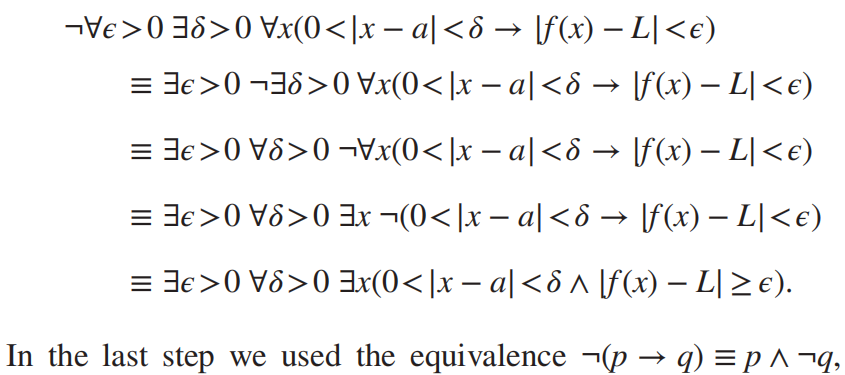 ¬∀ϵ>0 ∃δ>0 ∀x(0<|x − a|<δ → |f(x) − L|<ϵ)
≡ ∃ϵ>0 ¬∃δ>0 ∀x(0<|x − a|<δ → |f(x) − L|<ϵ)
≡ ∃ϵ>0 ∀δ>0 ¬∀x(0<|x − a|<δ → |f(x) − L|<ϵ)
≡ ∃ϵ>0 ∀δ>0 ∃x ¬(0<|x − a|<δ → |f(x) − L|<ϵ)
≡ ∃ϵ>0 ∀δ>0 ∃x(0<|x − a|<δ ∧ |f(x) − L| ≥ ϵ).
In the last step we used the equivalence ¬(p → q) ≡ p ∧ ¬q,